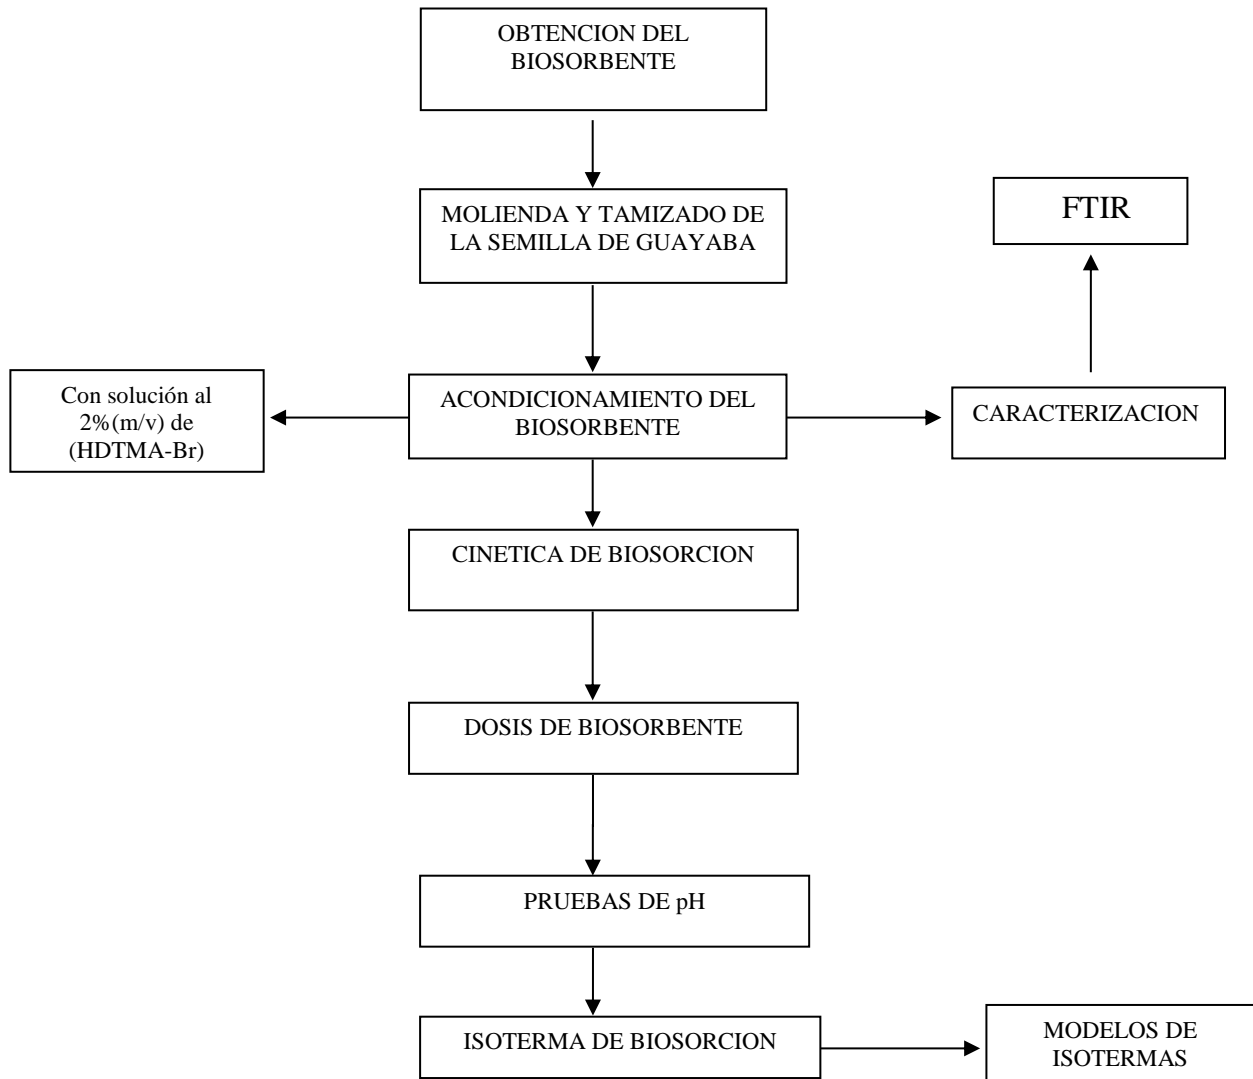 OBTENCION DEL
BIOSORBENTE
MOLIENDA Y TAMIZADO DE
LA SEMILLA DE GUAYABA
FTIR
Con solución al
2%(m/v) de
(HDTMA-Br)
ACONDICIONAMIENTO DEL
BIOSORBENTE
CARACTERIZACION
CINETICA DE BIOSORCION
DOSIS DE BIOSORBENTE
PRUEBAS DE pH
ISOTERMA DE BIOSORCION
MODELOS DE
ISOTERMAS